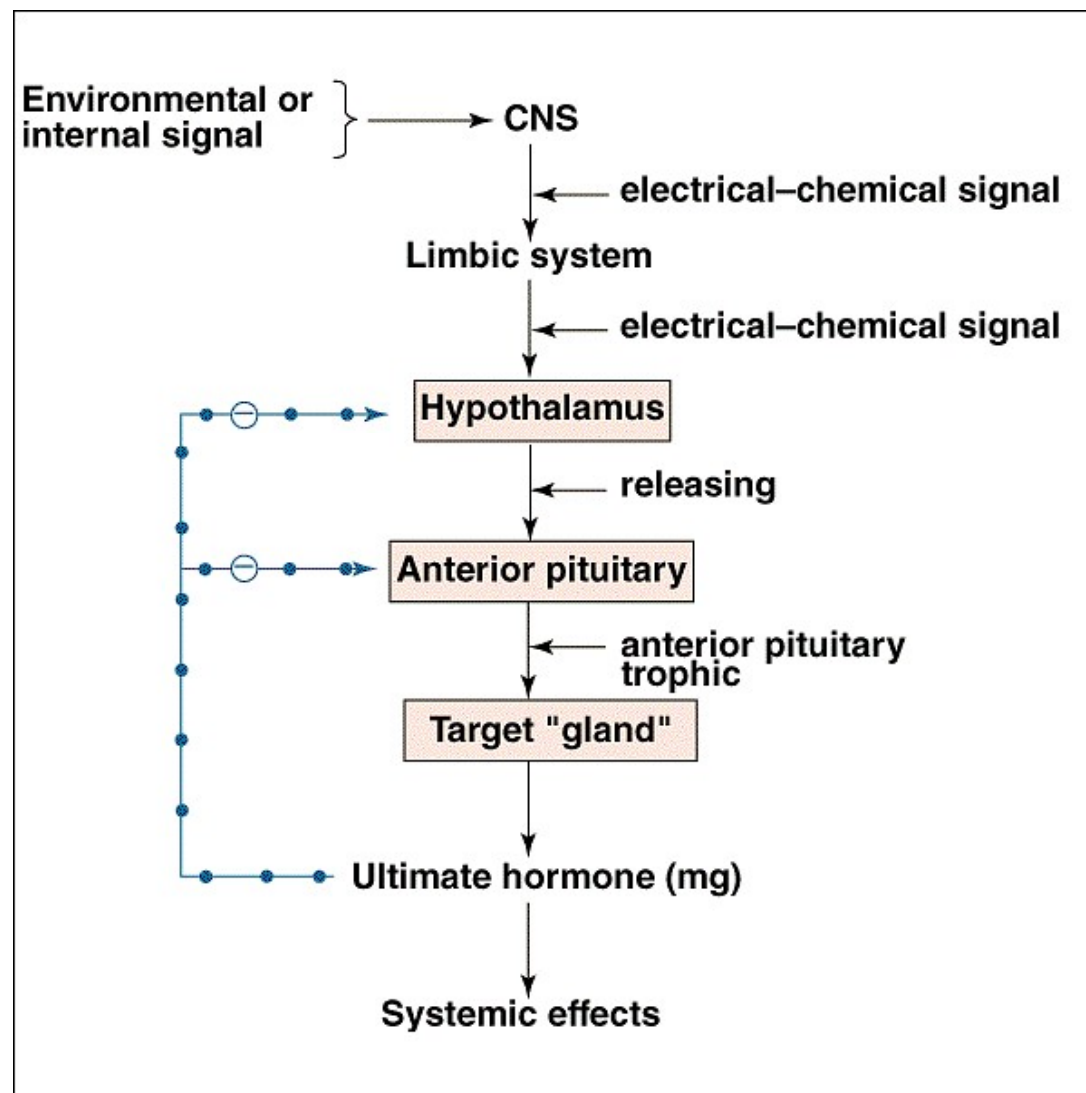 Environmental or
internal signal
CNS
electrical–chemical signal
Limbic system
electrical–chemical signal
Hypothalamus
releasing
Anterior pituitary
anterior pituitary
trophic
Target "gland"
Ultimate hormone (mg)
Systemic effects